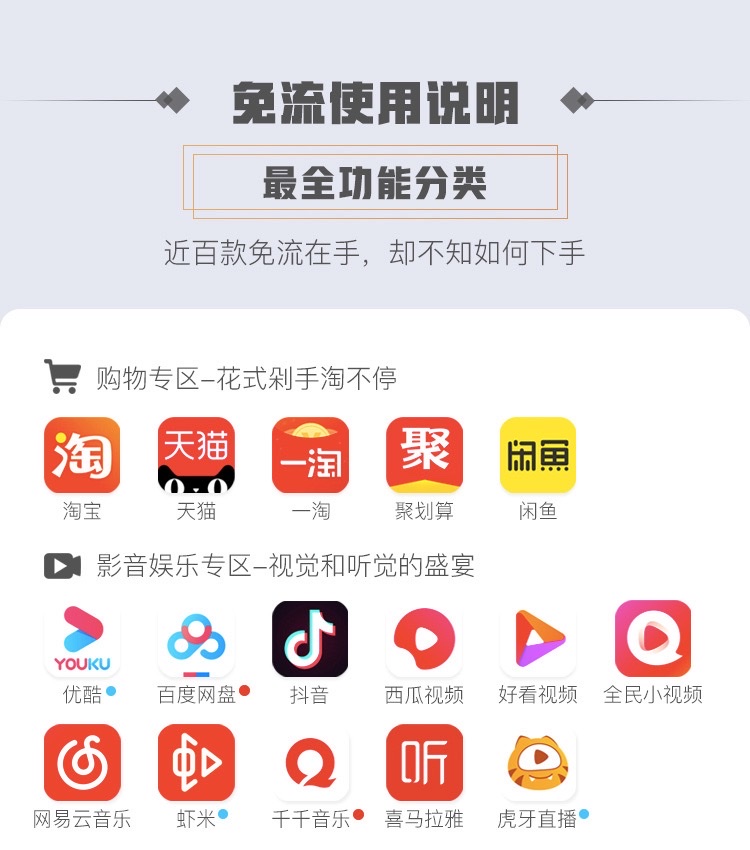 免流使用说明
最全功能分类
近百款免流在手，却不知如何下手
购物专区-花式剁手淘不停
淘 天猫 一淘 聚 闲鱼
淘宝 天猫 一淘 聚划算 闲鱼
影音娱乐专区-视觉和听觉的盛宴
YOUKU
优酷 百度网盘 抖音 西瓜视频 好看视频 全民小视频
虾 听
网易云音乐 虾米 千千音乐 喜马拉雅 虎牙直播